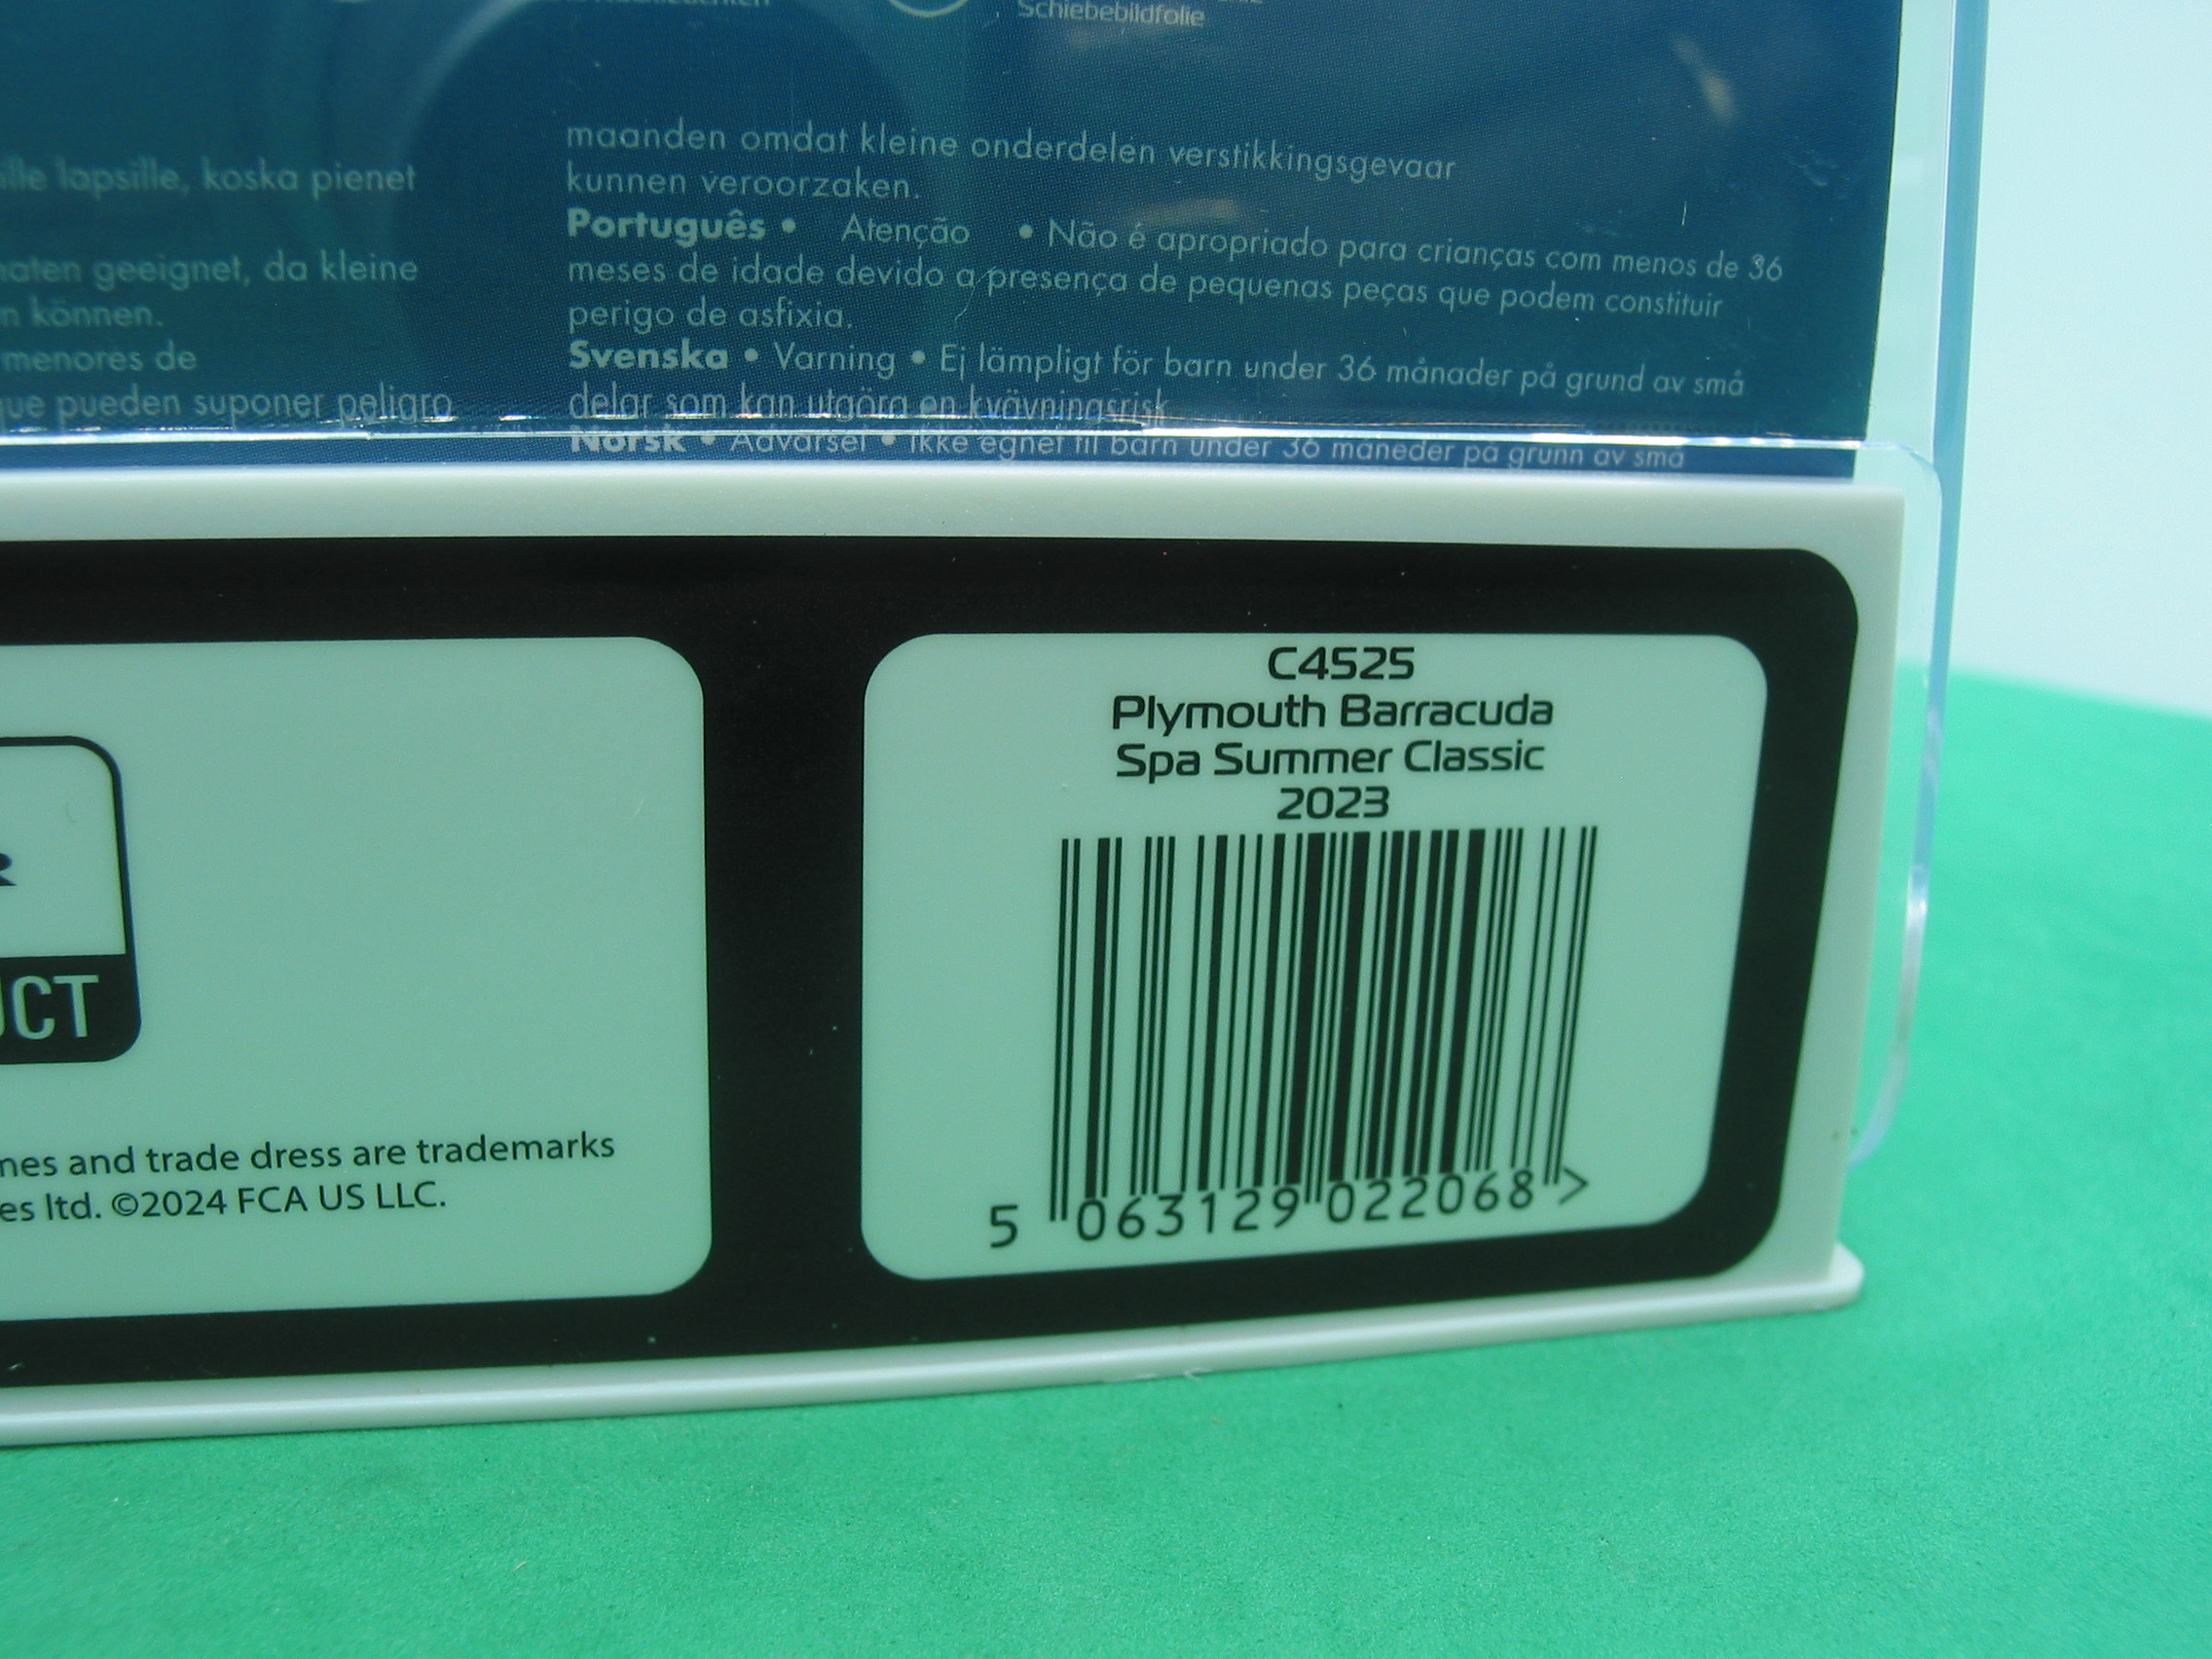 Schiebebildfolie
lapsille, koska pienet
geeignet, da kleine
können.
menores de
pueden suponer peligro
maanden omdat kleine onderdelen verstikkingsgevaar
kunnen veroorzaken.
Português • Atenção • Não é apropriado para crianças com menos de 36
meses de idade devido a presença de pequenas peças que podem constituir
perigo de asfixia.
Svenska • Varning • Ej lämpligt för barn under 36 månader på grund av små
delar som kan utgöra en kvävningsrisk
Norsk • Advarsel • Ikke egnet til barn under 36 måneder på grunn av små
UCT
mes and trade dress are trademarks
es ltd. ©2024 FCA US LLC.
C4525
Plymouth Barracuda
Spa Summer Classic
2023
5 063129 022068 >